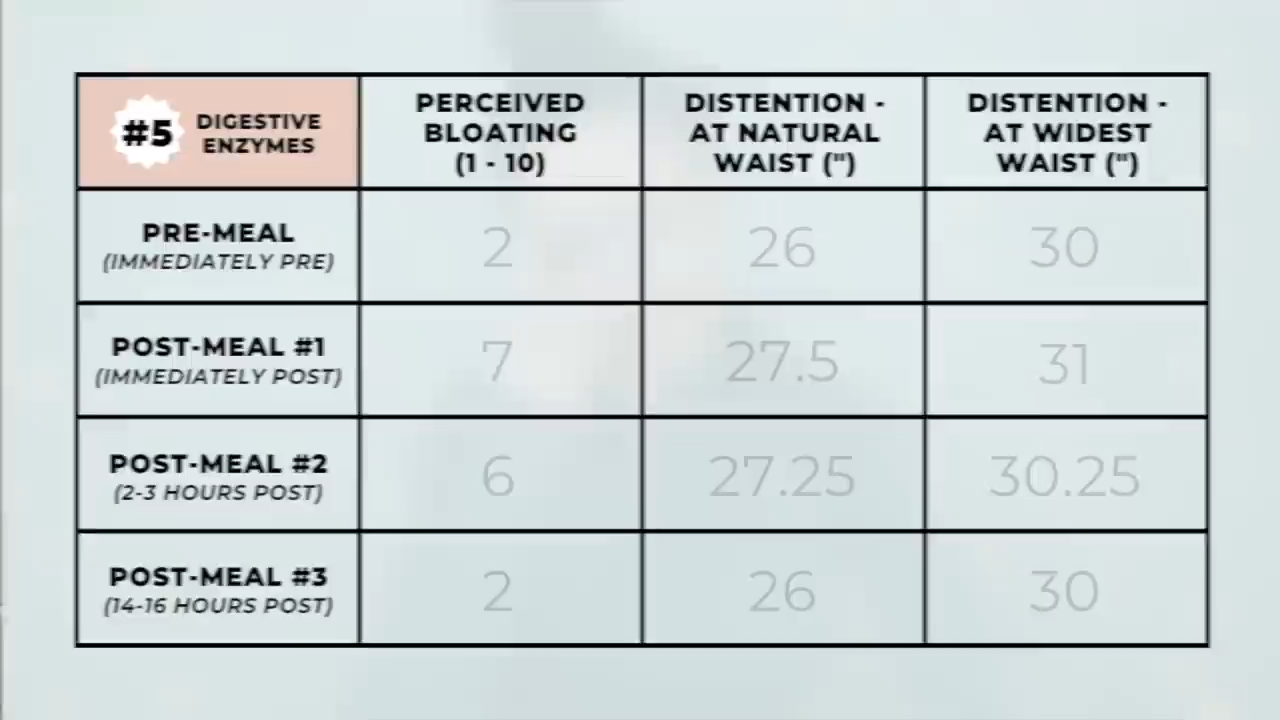 #5 DIGESTIVE
ENZYMES
PERCEIVED
BLOATING
(1 - 10)
DISTENTION -
AT NATURAL
WAIST (")
DISTENTION -
AT WIDEST
WAIST (")
PRE-MEAL
(IMMEDIATELY PRE)
2
26
30
POST-MEAL #1
(IMMEDIATELY POST)
7
27.5
31
POST-MEAL #2
(2-3 HOURS POST)
6
27.25
30.25
POST-MEAL #3
(14-16 HOURS POST)
2
26
30